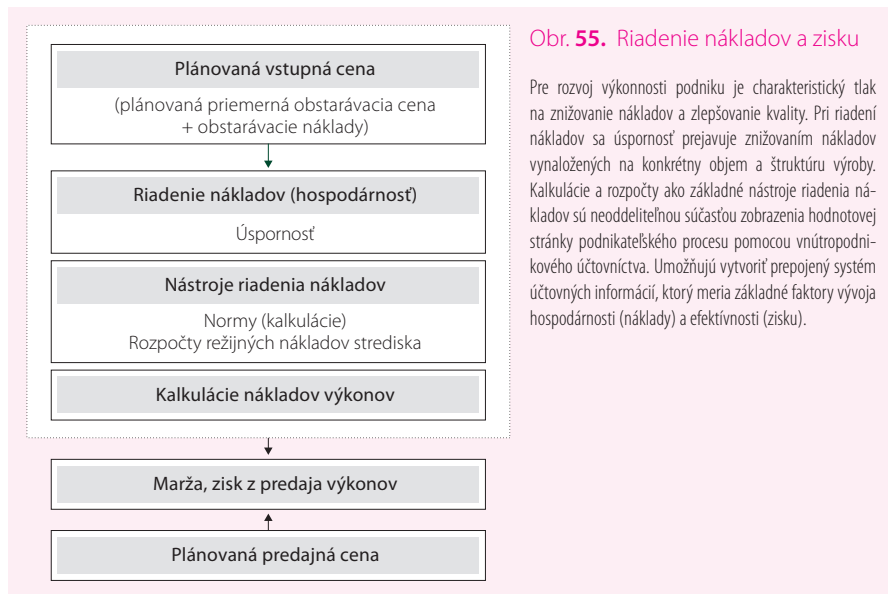 Plánovaná vstupná cena
(plánovaná priemerná obstarávacia cena
+ obstarávacie náklady)
Riadenie nákladov (hospodárnosť)
Úspornosť
Nástroje riadenia nákladov
Normy (kalkulácie)
Rozpočty režijných nákladov strediska
Kalkulácie nákladov výkonov
Marža, zisk z predaja výkonov
Plánovaná predajná cena
Obr. 55. Riadenie nákladov a zisku
Pre rozvoj výkonnosti podniku je charakteristický tlak
na znižovanie nákladov a zlepšovanie kvality. Pri riadení
nákladov sa úspornosť prejavuje znižovaním nákladov
vynaložených na konkrétny objem a štruktúru výroby.
Kalkulácie a rozpočty ako základné nástroje riadenia ná-
kladov sú neoddeliteľnou súčasťou zobrazenia hodnotovej
stránky podnikateľského procesu pomocou vnútropodni-
kového účtovníctva. Umožňujú vytvoriť prepojený systém
účtovných informácií, ktorý meria základné faktory vývoja
hospodárnosti (náklady) a efektívnosti (zisku).